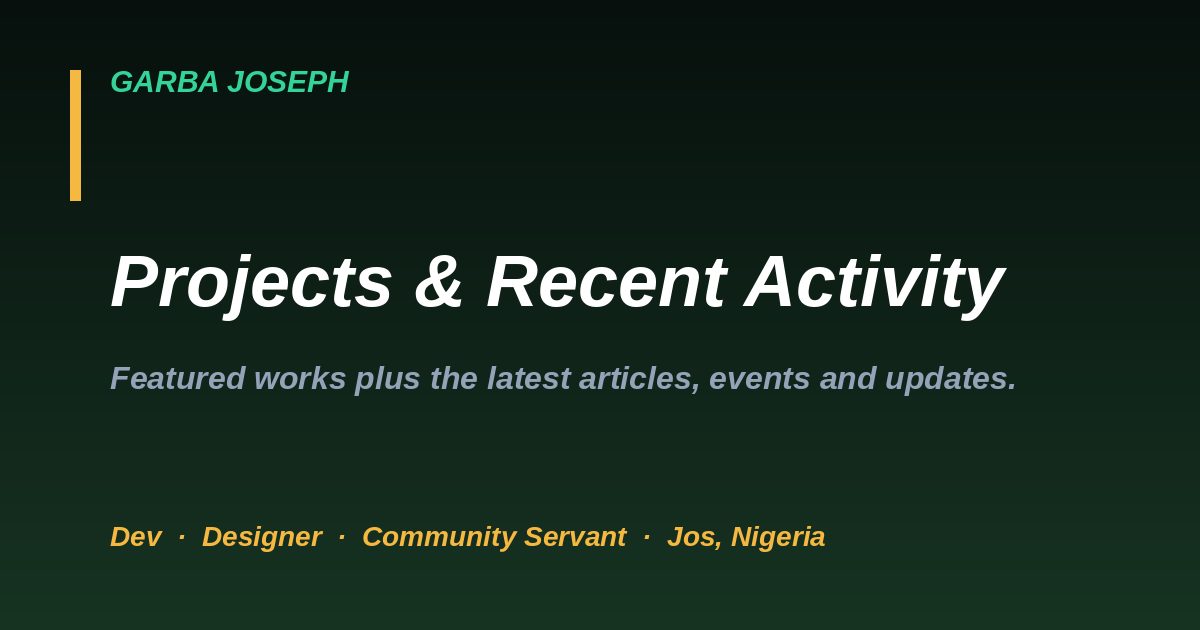 GARBA JOSEPH
Projects & Recent Activity
Featured works plus the latest articles, events and updates.
Dev · Designer · Community Servant · Jos, Nigeria